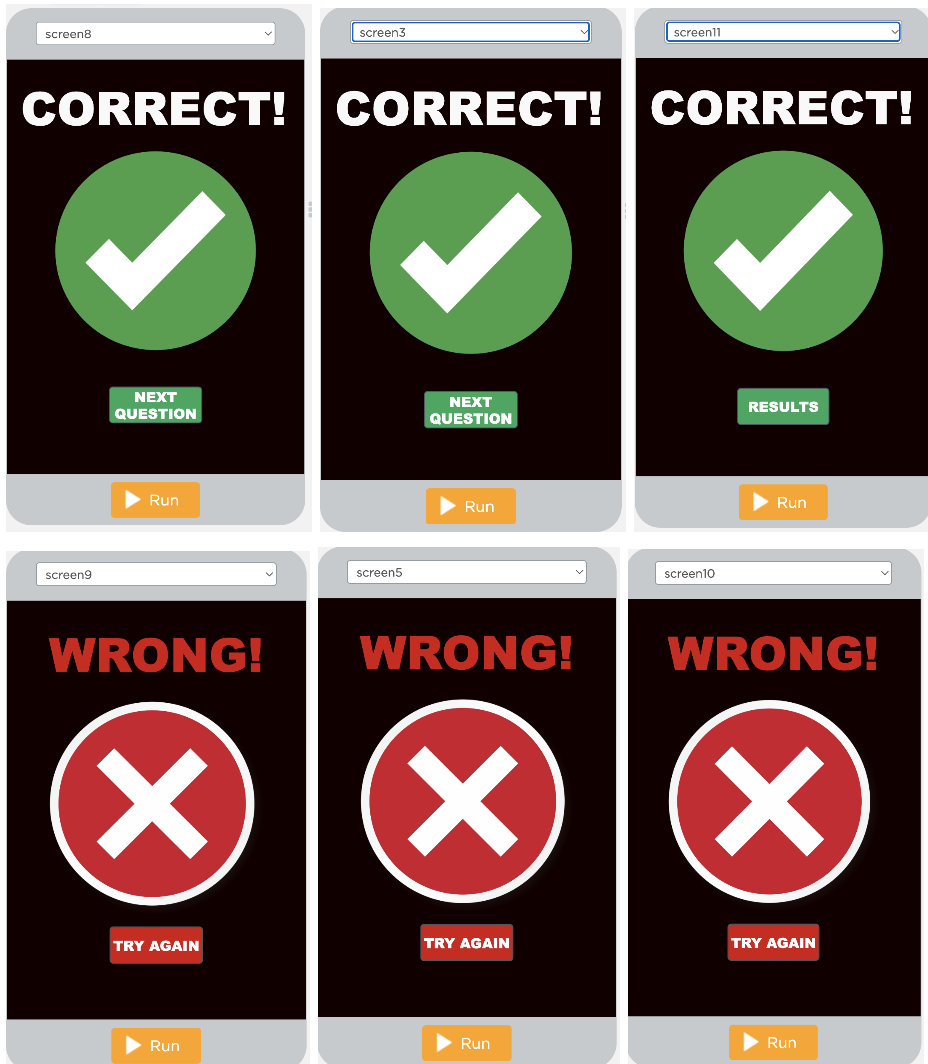 screen8
CORRECT!
NEXT
QUESTION
Run
screen3
CORRECT!
NEXT
QUESTION
Run
screen11
CORRECT!
RESULTS
Run
screen9
WRONG!
TRY AGAIN
Run
screen5
WRONG!
TRY AGAIN
Run
screen10
WRONG!
TRY AGAIN
Run